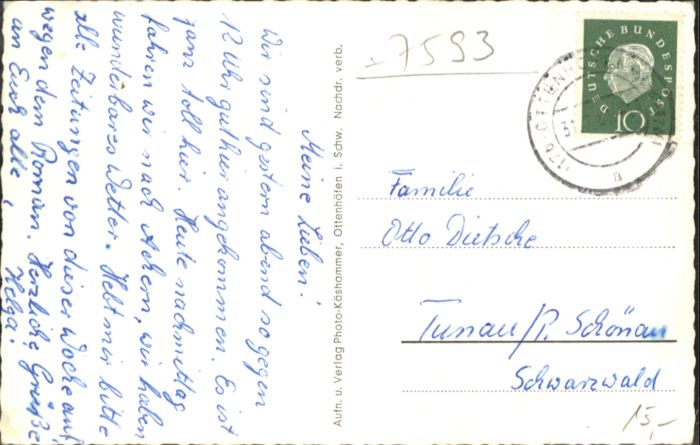 Meine Lieben!
Wir sind gestern abend so gegen
12 Uhr gut hier angekommen. Es ist
ganz toll hier. Heute nachmittag
fahren wir nach Achern, wir haben
wunderbares Wetter. Hebt mir bitte
alle Zeitungen von dieser Woche auf
wegen dem Roman. Herzliche Grüße
an Euch alle,
Helga.
Aufn. u. Verlag Photo-Käshammer, Ottenhöfen i. Schw. Nachdr. verb.
7593
DEUTSCHE BUNDESPOST
10
a
Familie
Otto Dietsche
Tunau/P. Schönau
Schwarzwald
15,-